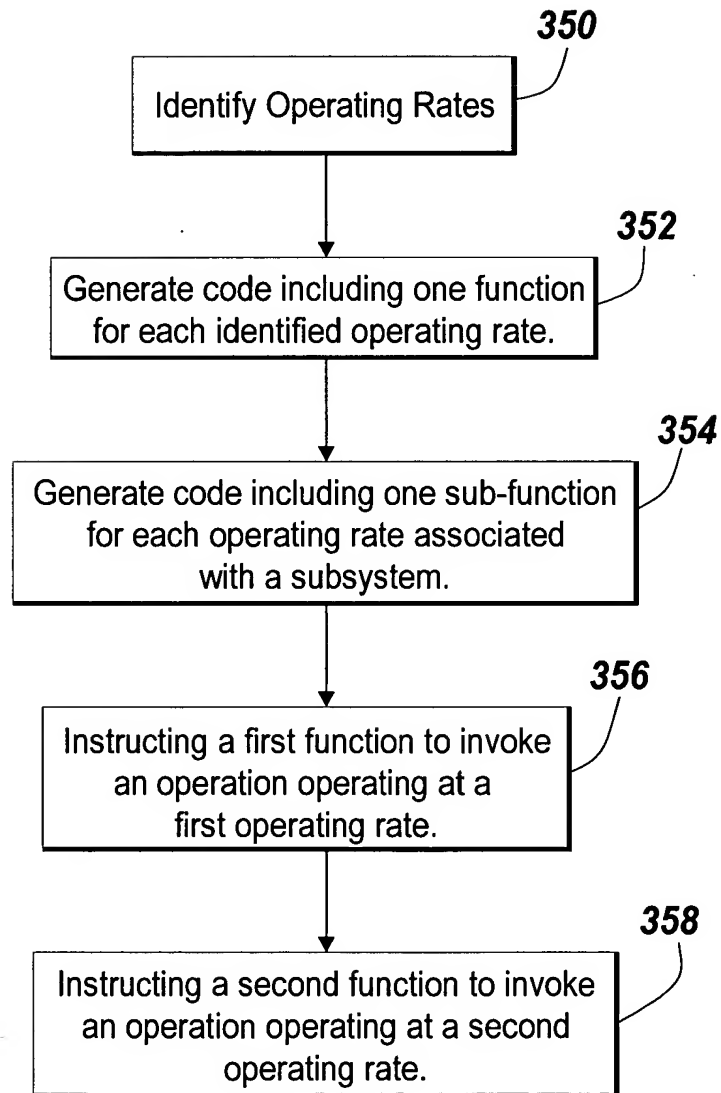 350
Identify Operating Rates
352
Generate code including one function
for each identified operating rate.
354
Generate code including one sub-function
for each operating rate associated
with a subsystem.
356
Instructing a first function to invoke
an operation operating at a
first operating rate.
358
Instructing a second function to invoke
an operation operating at a second
operating rate.